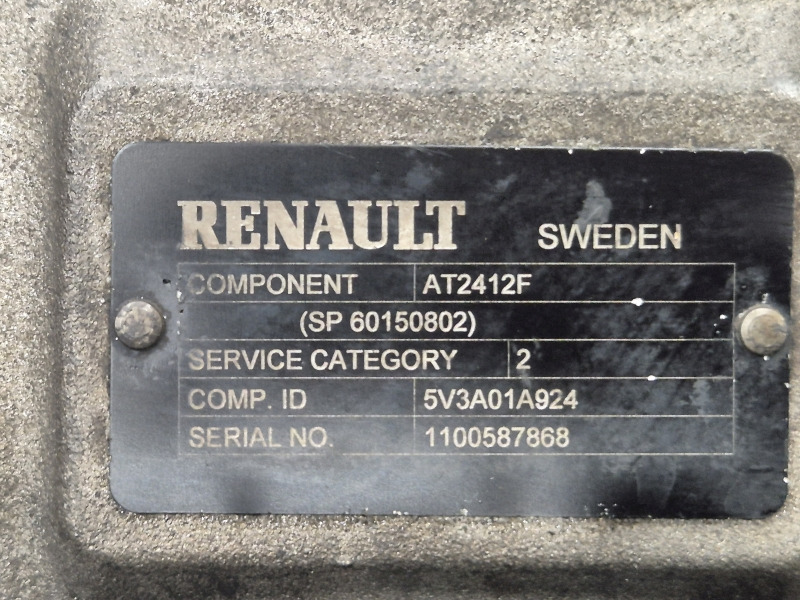 RENAULT SWEDEN
COMPONENT AT2412F
(SP 60150802)
SERVICE CATEGORY 2
COMP. ID 5V3A01A924
SERIAL NO. 1100587868